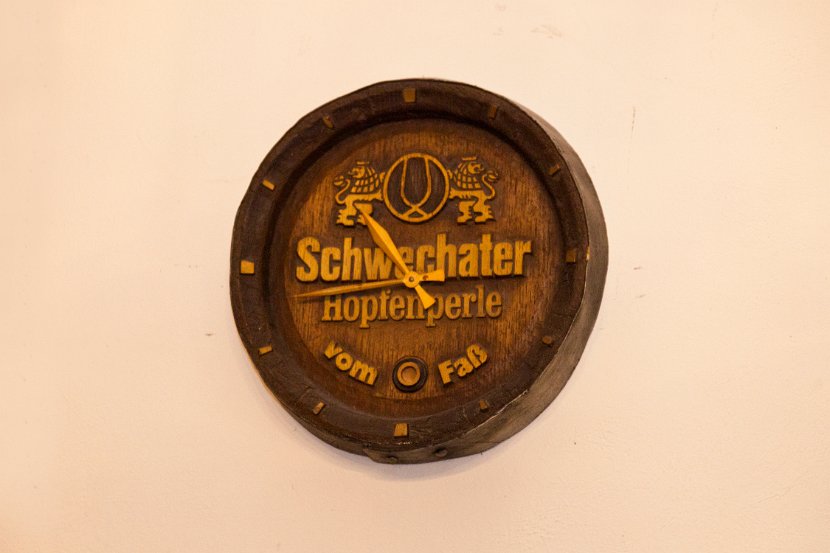 Schwechater
Hopfenperle
vom Faß